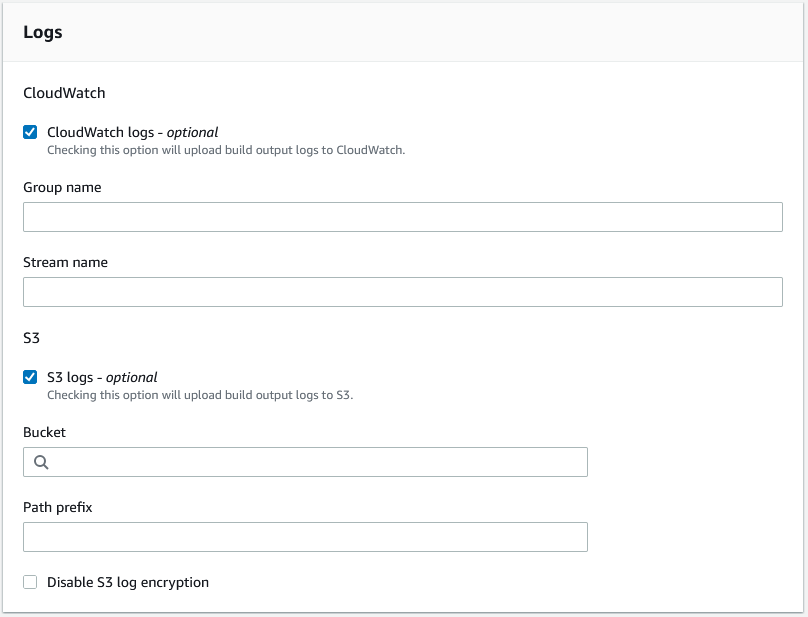 Logs
CloudWatch
CloudWatch logs - optional
Checking this option will upload build output logs to CloudWatch.
Group name
Stream name
S3
S3 logs - optional
Checking this option will upload build output logs to S3.
Bucket
Path prefix
Disable S3 log encryption